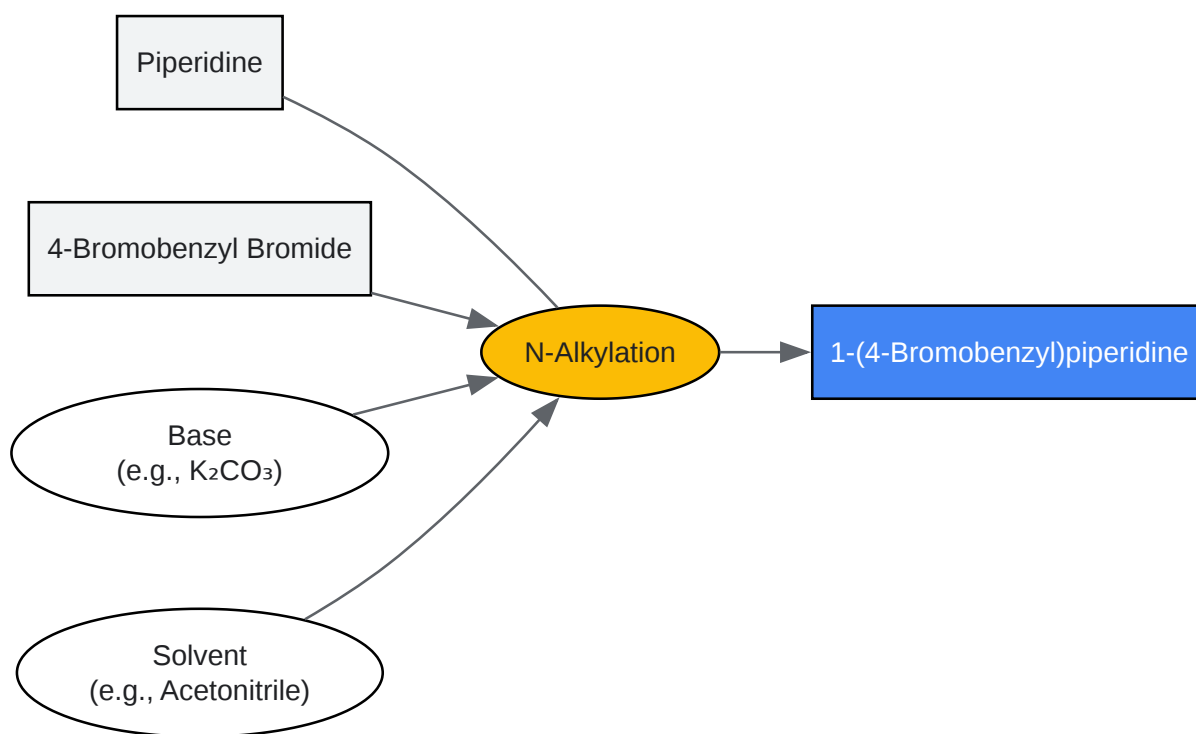 Piperidine
4-Bromobenzyl Bromide
N-Alkylation
1-(4-Bromobenzyl)piperidine
Base
(e.g., K₂CO₃)
Solvent
(e.g., Acetonitrile)